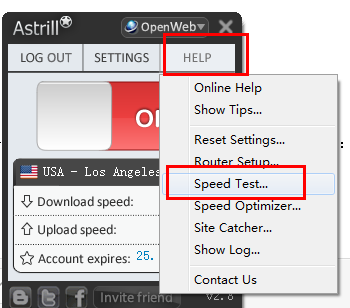 Astrill OpenWeb
LOG OUT SETTINGS HELP
Online Help
Show Tips...
Reset Settings...
Router Setup...
Speed Test...
Speed Optimizer...
Site Catcher...
Show Log...
Contact Us
USA - Los Angeles
Download speed:
Upload speed:
Account expires: 25.
Invite friend
v2.8